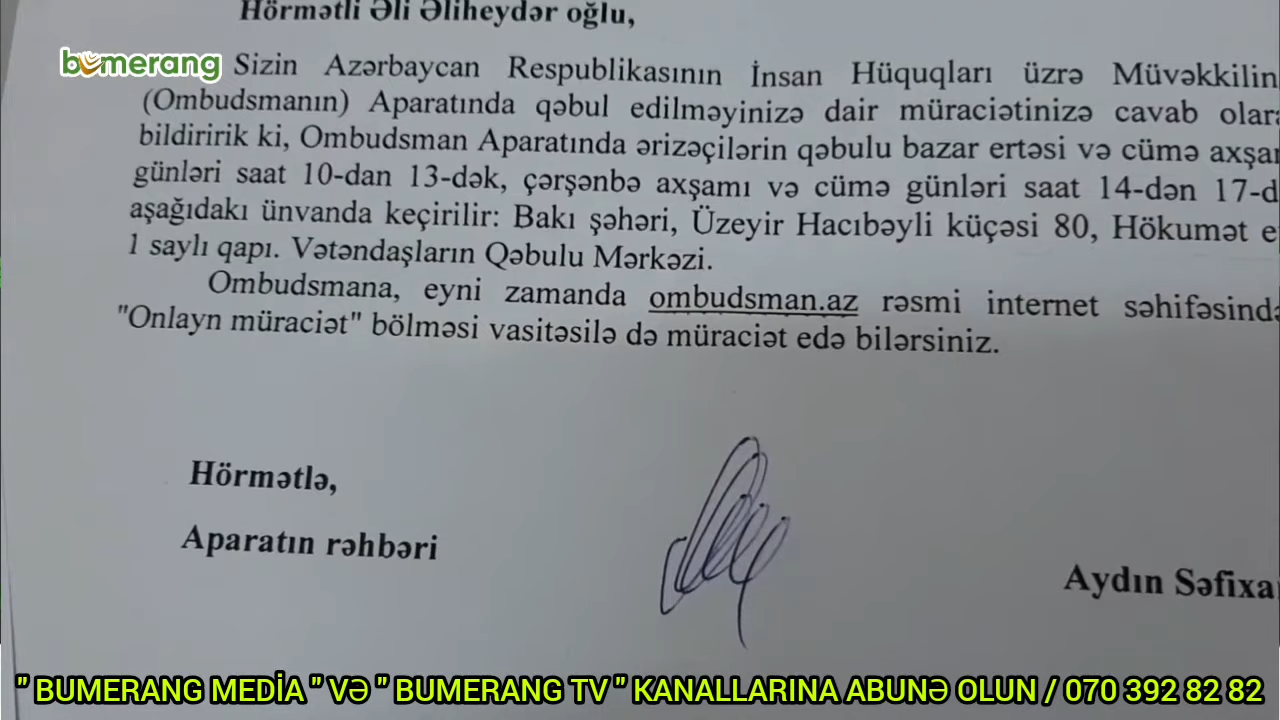 Hörmətli Əli Əliheydər oğlu,
bumerang
Sizin Azərbaycan Respublikasının İnsan Hüquqları üzrə Müvəkkilin
(Ombudsmanın) Aparatında qəbul edilməyinizə dair müraciətinizə cavab olara
bildiririk ki, Ombudsman Aparatında ərizəçilərin qəbulu bazar ertəsi və cümə axşam
günləri saat 10-dan 13-dək, çərşənbə axşamı və cümə günləri saat 14-dən 17-d
aşağıdakı ünvanda keçirilir: Bakı şəhəri, Üzeyir Hacıbəyli küçəsi 80, Hökumət e
1 saylı qapı. Vətəndaşların Qəbulu Mərkəzi.
Ombudsmana, eyni zamanda ombudsman.az rəsmi internet səhifəsində
"Onlayn müraciət" bölməsi vasitəsilə də müraciət edə bilərsiniz.
Hörmətlə,
Aparatın rəhbəri
Aydın Səfixa
" BUMERANG MEDİA " VƏ " BUMERANG TV " KANALLARINA ABUNƏ OLUN / 070 392 82 82